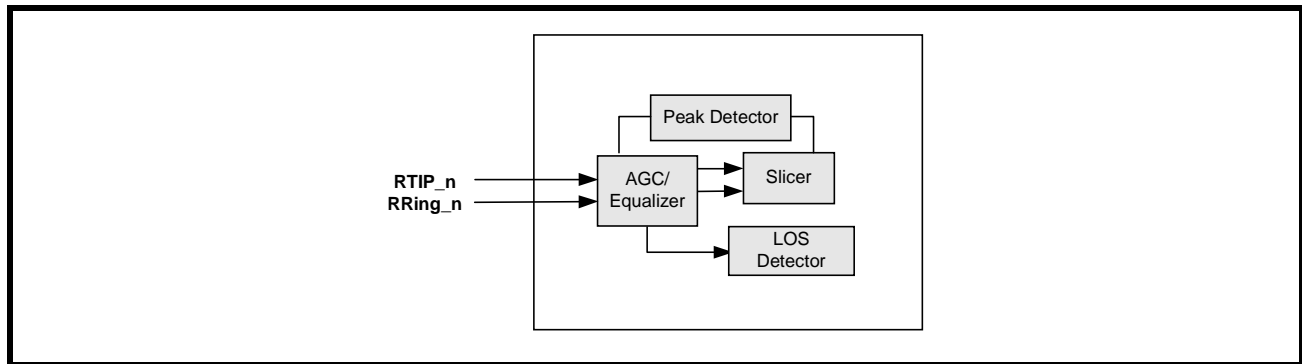 Peak Detector
RTIP_n
RRing_n
AGC/
Equalizer
Slicer
LOS
Detector